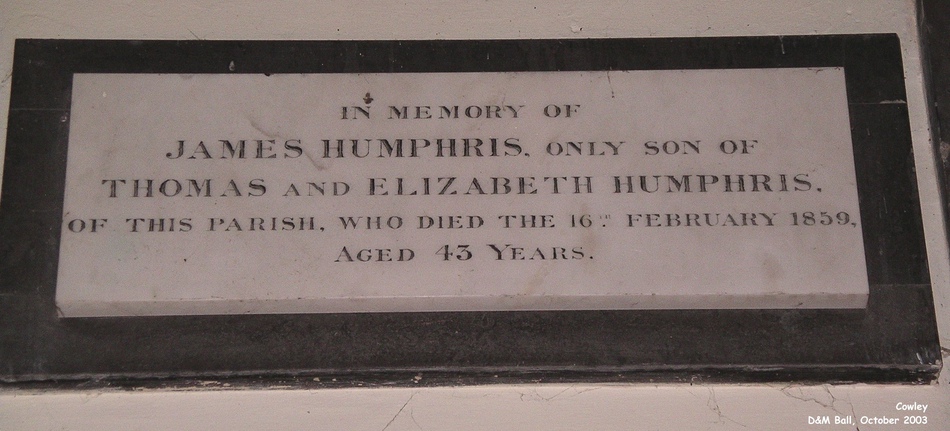 IN MEMORY OF
JAMES HUMPHRIS, ONLY SON OF
THOMAS AND ELIZABETH HUMPHRIS,
OF THIS PARISH, WHO DIED THE 16TH FEBRUARY 1859,
AGED 43 YEARS.
Cowley
D&M Ball, October 2003